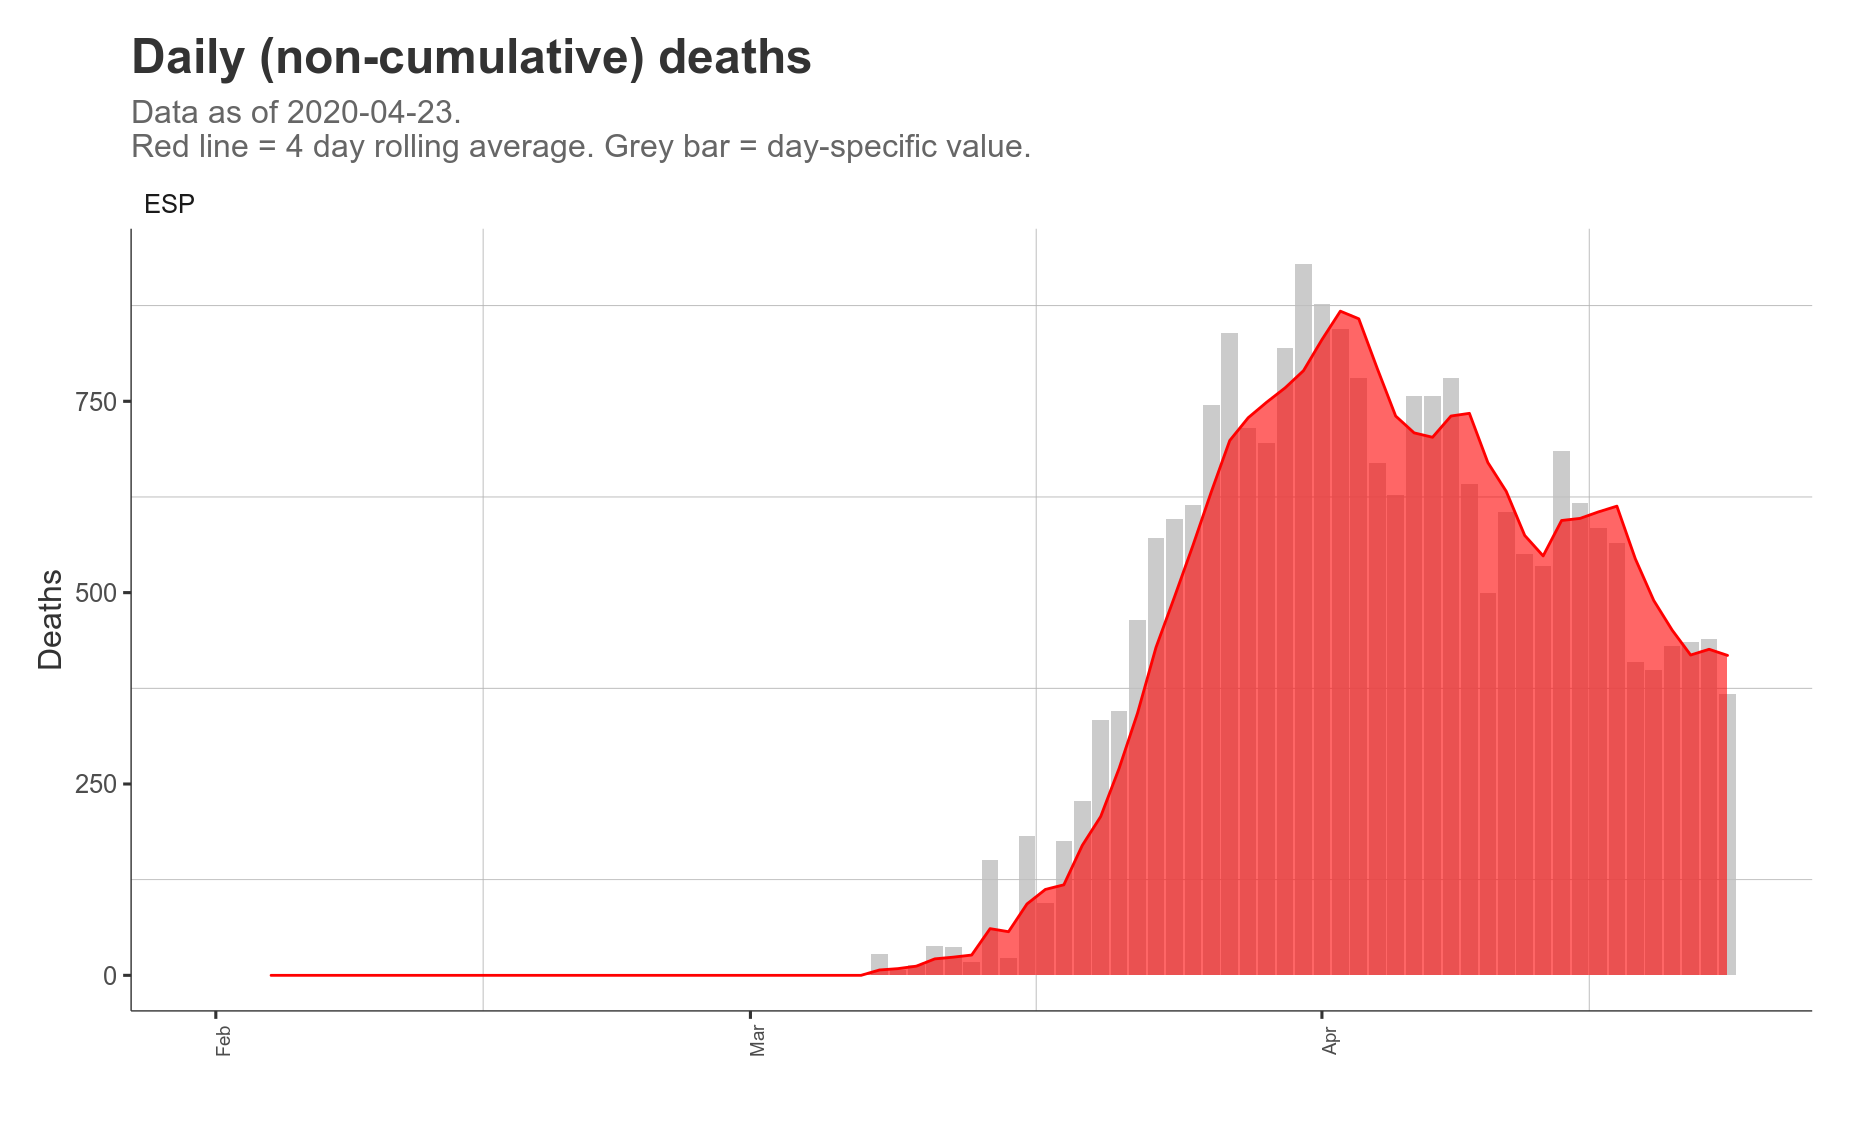 Daily (non-cumulative) deaths
Data as of 2020-04-23.
Red line = 4 day rolling average. Grey bar = day-specific value.
ESP
Deaths
750
500
250
0
Feb
Mar
Apr